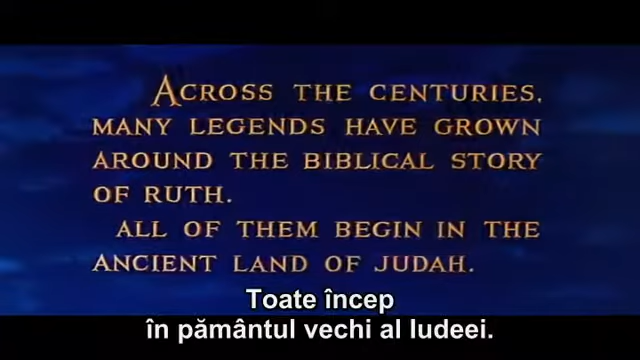 ACROSS THE CENTURIES,
MANY LEGENDS HAVE GROWN
AROUND THE BIBLICAL STORY
OF RUTH.
ALL OF THEM BEGIN IN THE
ANCIENT LAND OF JUDAH.
Toate încep
în pământul vechi al Iudeei.